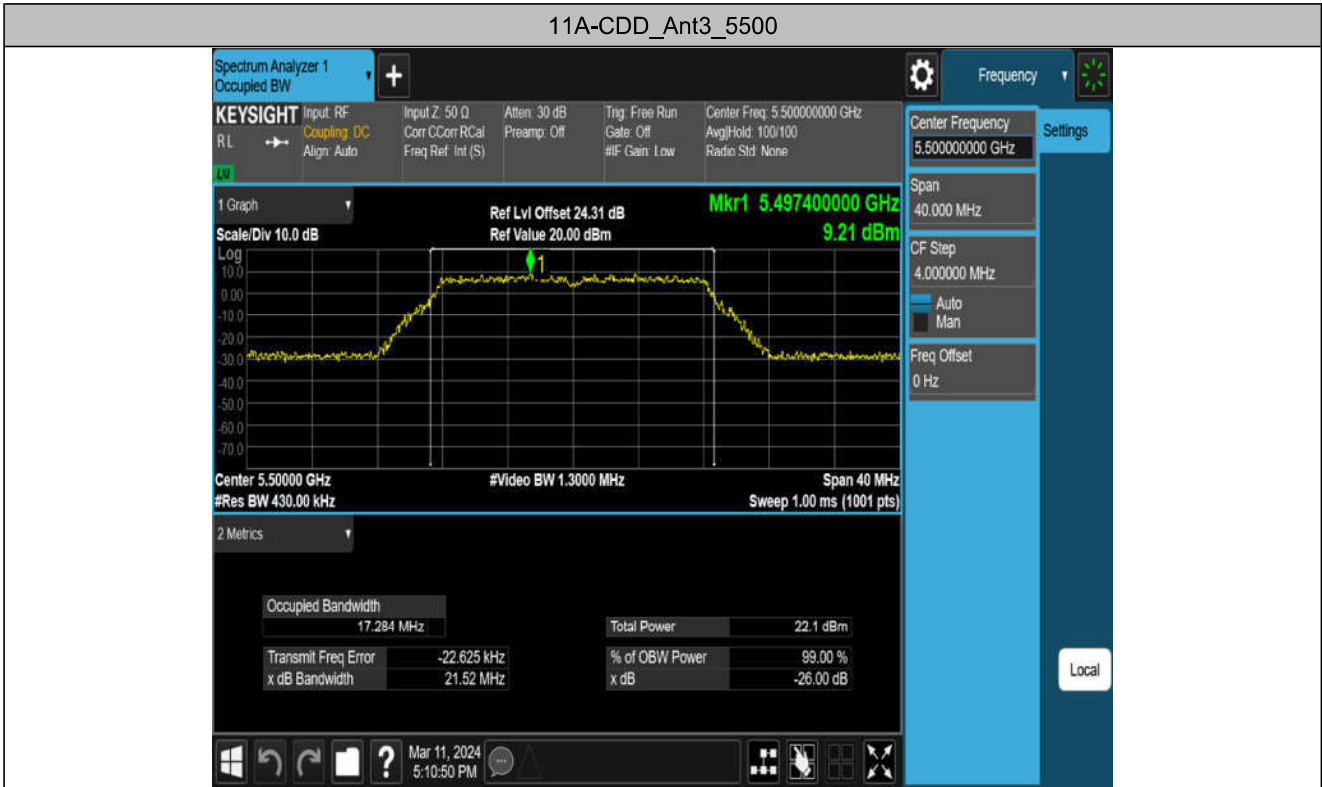 11A-CDD_Ant3_5500
Spectrum Analyzer 1
Occupied BW
+
Frequency
KEYSIGHT
RL
LXI
Input: RF
Coupling: DC
Align: Auto
Input Z: 50 Ω
Corr CCorr RCal
Freq Ref: Int (S)
Atten: 30 dB
Preamp: Off
Trig: Free Run
Gate: Off
#IF Gain: Low
Center Freq: 5.500000000 GHz
Avg|Hold: 100/100
Radio Std: None
Center Frequency
5.500000000 GHz
Settings
Span
40.000 MHz
CF Step
4.000000 MHz
Auto
Man
Freq Offset
0 Hz
Local
1 Graph
Scale/Div 10.0 dB
Ref Lvl Offset 24.31 dB
Ref Value 20.00 dBm
Mkr1 5.497400000 GHz
9.21 dBm
Log
10.0
0.00
-10.0
-20.0
-30.0
-40.0
-50.0
-60.0
-70.0
1
Center 5.50000 GHz
#Res BW 430.00 kHz
#Video BW 1.3000 MHz
Span 40 MHz
Sweep 1.00 ms (1001 pts)
2 Metrics
Occupied Bandwidth
17.284 MHz
Total Power 22.1 dBm
Transmit Freq Error -22.625 kHz
% of OBW Power 99.00 %
x dB Bandwidth 21.52 MHz
x dB -26.00 dB
?
Mar 11, 2024
5:10:50 PM